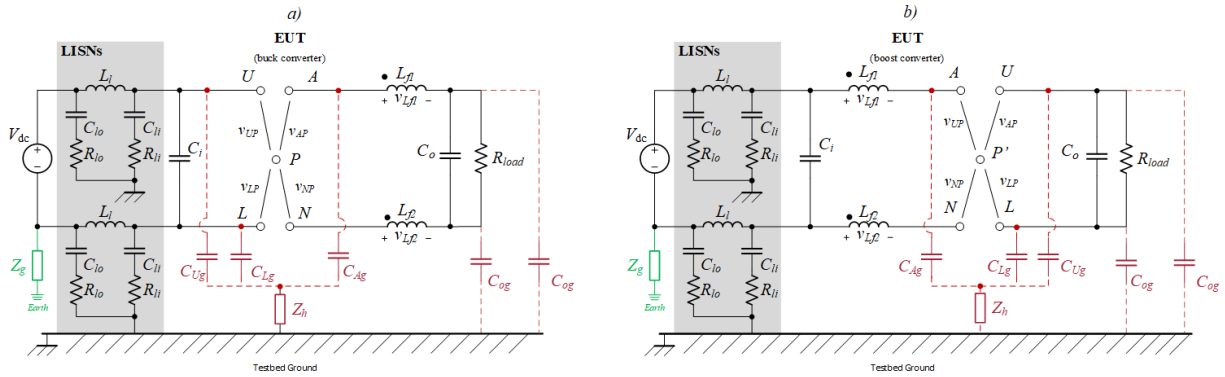 a)
EUT
(buck converter)
LISNs
L_l
U
A
L_f1
+ v_Lf1 −
V_dc
+
−
C_lo
C_li
R_lo
R_li
C_i
v_UP
v_AP
P
C_o
R_load
v_LP
v_NP
L_l
L
N
L_f2
+ v_Lf2 −
Z_g
Earth
C_lo
C_li
R_lo
R_li
C_Ug
C_Lg
C_Ag
C_og
C_og
Z_h
Testbed Ground
b)
EUT
(boost converter)
LISNs
L_l
L_f1
+ v_Lf1 −
A
U
V_dc
+
−
C_lo
C_li
R_lo
R_li
C_i
v_UP
v_AP
P'
C_o
R_load
v_NP
v_LP
L_l
L_f2
+ v_Lf2 −
N
L
Z_g
Earth
C_lo
C_li
R_lo
R_li
C_Ag
C_Lg
C_Ug
C_og
C_og
Z_h
Testbed Ground